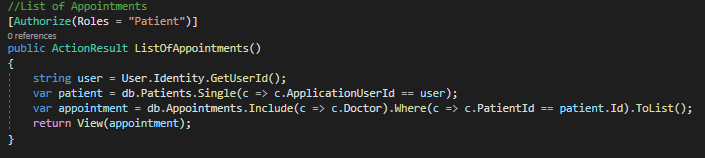 //List of Appointments
[Authorize(Roles = "Patient")]
0 references
public ActionResult ListOfAppointments()
{
string user = User.Identity.GetUserId();
var patient = db.Patients.Single(c => c.ApplicationUserId == user);
var appointment = db.Appointments.Include(c => c.Doctor).Where(c => c.PatientId == patient.Id).ToList();
return View(appointment);
}